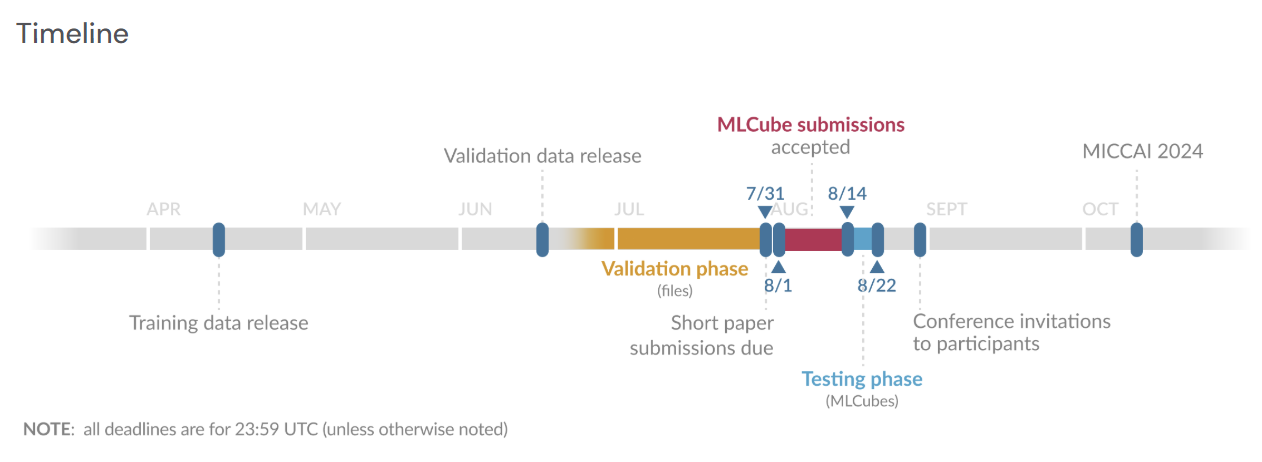 Timeline
MLCube submissions
accepted
Validation data release
MICCAI 2024
7/31
8/14
APR
MAY
JUN
JUL
AUG
SEPT
OCT
Validation phase
(files)
8/1
8/22
Training data release
Short paper
submissions due
Conference invitations
to participants
Testing phase
(MLCubes)
NOTE: all deadlines are for 23:59 UTC (unless otherwise noted)